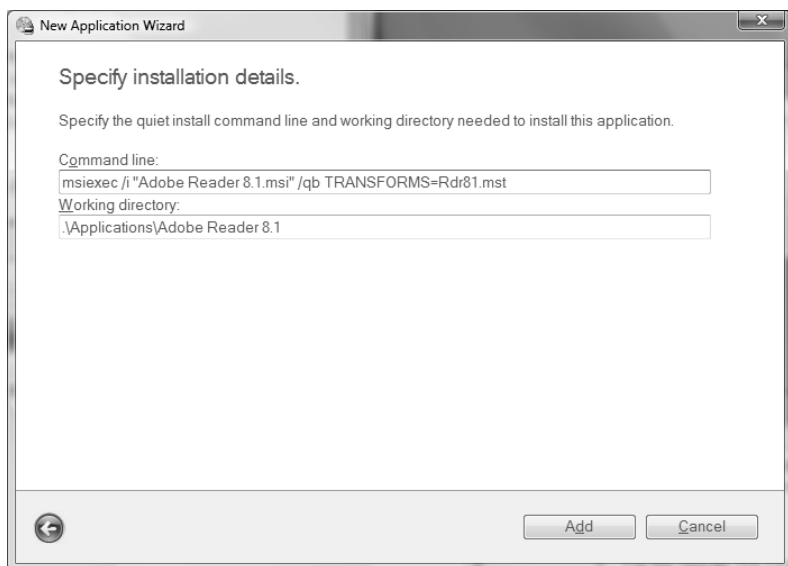 New Application Wizard
Specify installation details.
Specify the quiet install command line and working directory needed to install this application.
Command line:
msiexec /i "Adobe Reader 8.1.msi" /qb TRANSFORMS=Rdr81.mst
Working directory:
.\Applications\Adobe Reader 8.1
Add
Cancel